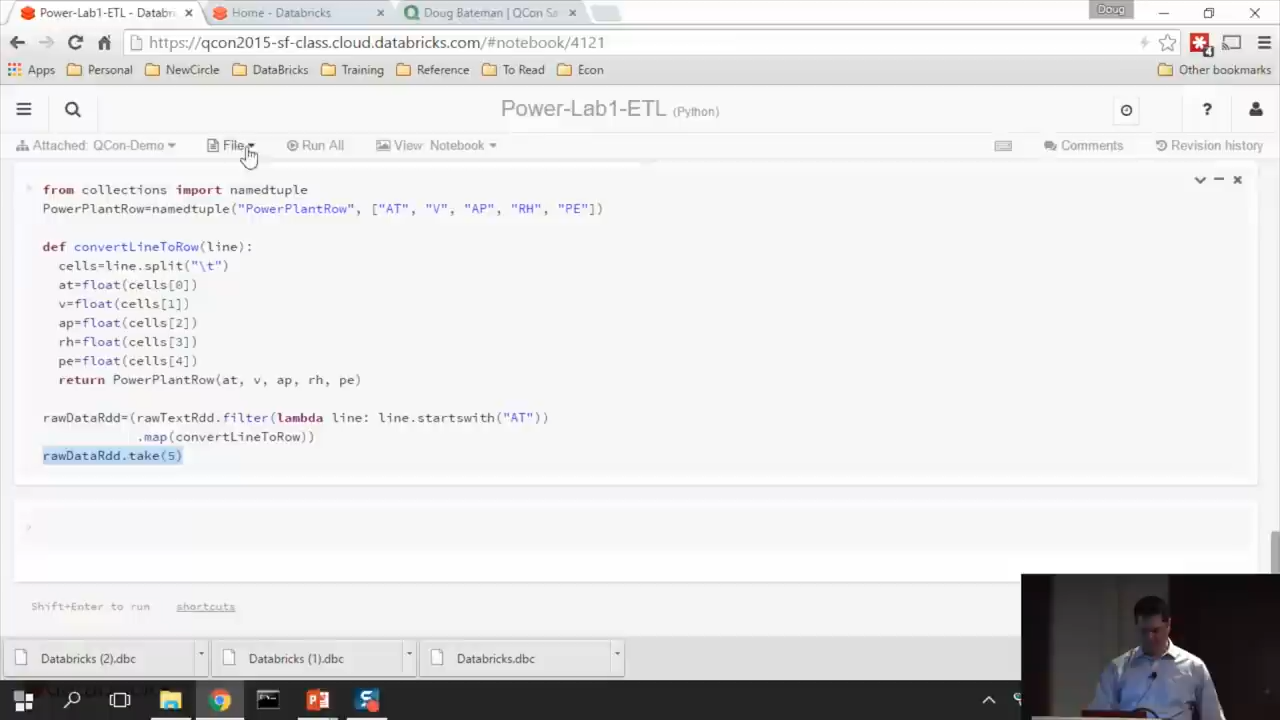 Power-Lab1-ETL - Databri
Home - Databricks
Doug Bateman | QCon Sa
Doug
https://qcon2015-sf-class.cloud.databricks.com/#notebook/4121
4
Apps
Personal
NewCircle
DataBricks
Training
Reference
To Read
Econ
Other bookmarks
Power-Lab1-ETL (Python)
?
Attached: QCon-Demo
File
Run All
View: Notebook
Comments
Revision history
from collections import namedtuple
PowerPlantRow=namedtuple("PowerPlantRow", ["AT", "V", "AP", "RH", "PE"])
def convertLineToRow(line):
cells=line.split("\t")
at=float(cells[0])
v=float(cells[1])
ap=float(cells[2])
rh=float(cells[3])
pe=float(cells[4])
return PowerPlantRow(at, v, ap, rh, pe)
rawDataRdd=(rawTextRdd.filter(lambda line: line.startswith("AT"))
.map(convertLineToRow))
rawDataRdd.take(5)
Shift+Enter to run
shortcuts
Databricks (2).dbc
Databricks (1).dbc
Databricks.dbc